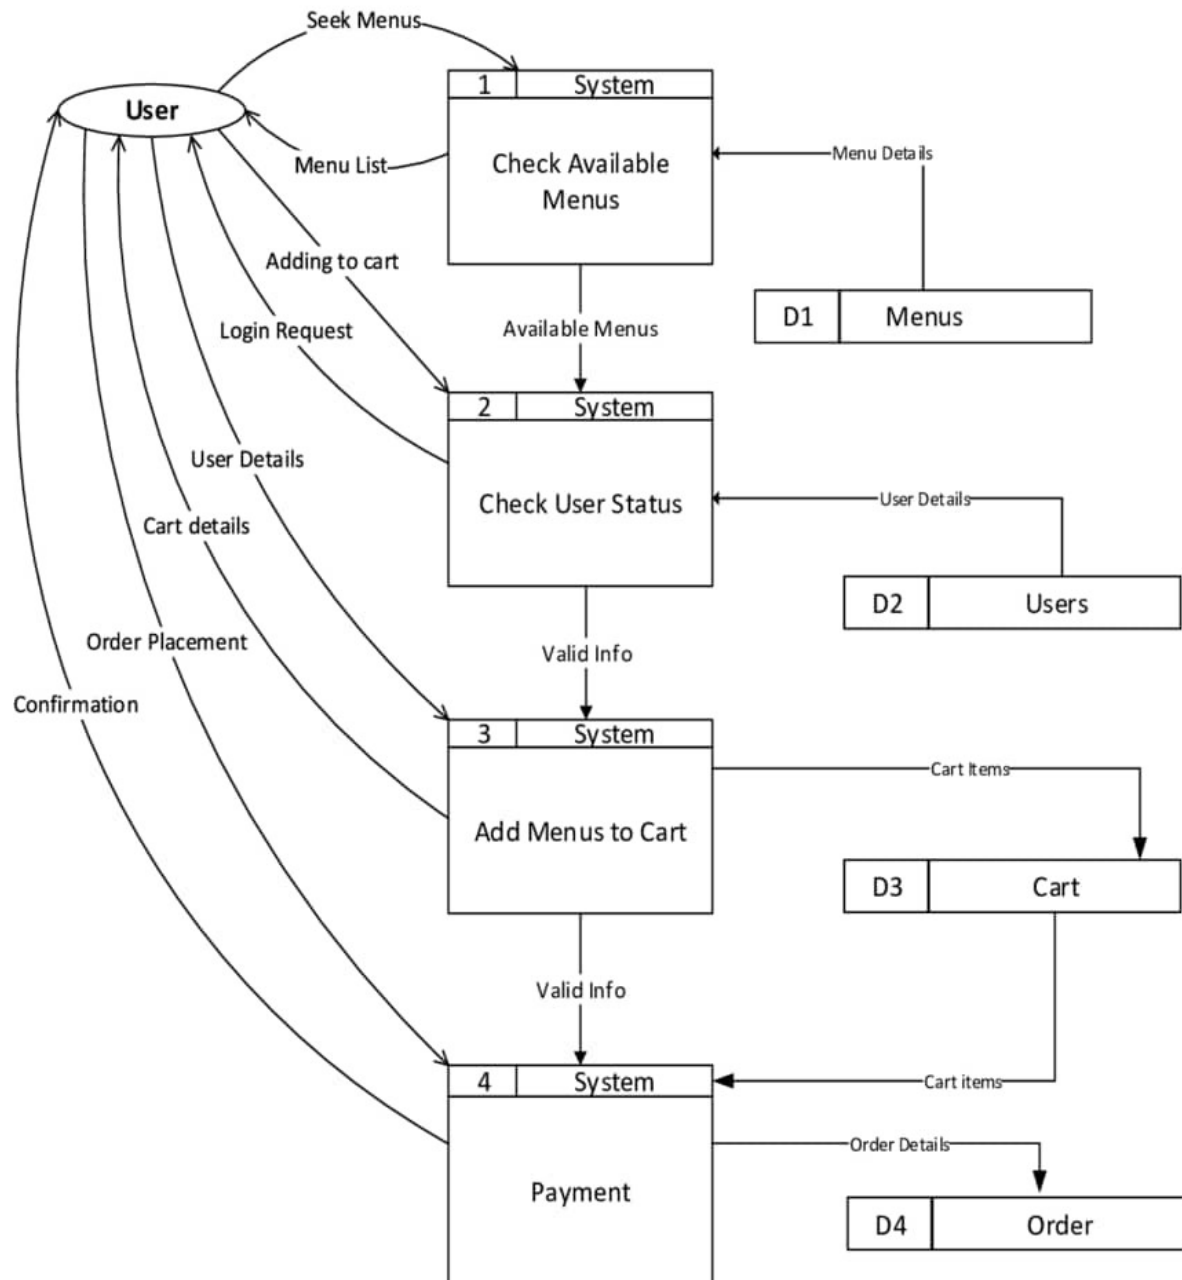 Seek Menus
1 System
User
Menu List
Check Available
Menus
Menu Details
Adding to cart
D1 Menus
Login Request
Available Menus
2 System
User Details
Check User Status
User Details
Cart details
D2 Users
Order Placement
Valid Info
Confirmation
3 System
Cart Items
Add Menus to Cart
D3 Cart
Valid Info
4 System
Cart items
Order Details
Payment
D4 Order